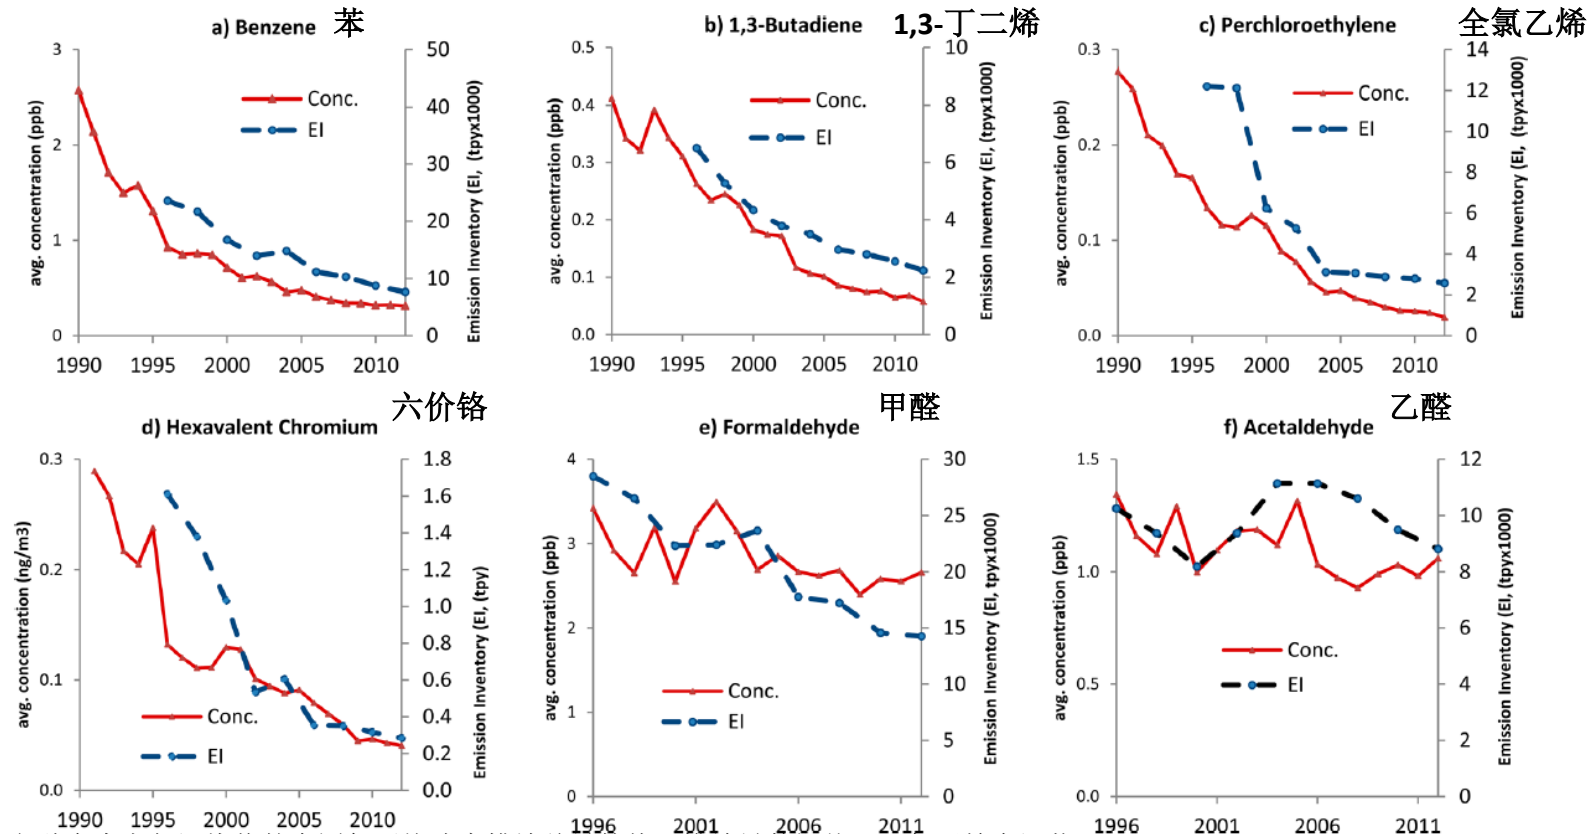 a) Benzene 苯
3
2
1
0
50
40
30
20
10
0
avg. concentration (ppb)
Emission Inventory (EI, (tpyx1000)
Conc.
EI
1990 1995 2000 2005 2010
b) 1,3-Butadiene 1,3-丁二烯
0.5
0.4
0.3
0.2
0.1
0.0
10
8
6
4
2
0
avg. concentration (ppb)
Emission Inventory (EI, (tpyx1000)
Conc.
EI
1990 1995 2000 2005 2010
c) Perchloroethylene 全氯乙烯
0.3
0.2
0.1
0.0
14
12
10
8
6
4
2
0
avg. concentration (ppb)
Emission Inventory (EI, (tpyx1000)
Conc.
EI
1990 1995 2000 2005 2010
六价铬
d) Hexavalent Chromium
0.3
0.2
0.1
0.0
1.8
1.6
1.4
1.2
1.0
0.8
0.6
0.4
0.2
0.0
avg. concentration (ng/m3)
Emission Inventory (EI, (tpy)
Conc.
EI
1990 1995 2000 2005 2010
甲醛
e) Formaldehyde
4
3
2
1
0
30
25
20
15
10
5
0
avg. concentration (ppb)
Emission Inventory (EI, tpyx1000)
Conc.
EI
1996 2001 2006 2011
乙醛
f) Acetaldehyde
1.5
1.0
0.5
0.0
12
10
8
6
4
2
0
avg. concentration (ppb)
Emission Inventory (EI, (tpyx1000)
Conc.
EI
1996 2001 2006 2011